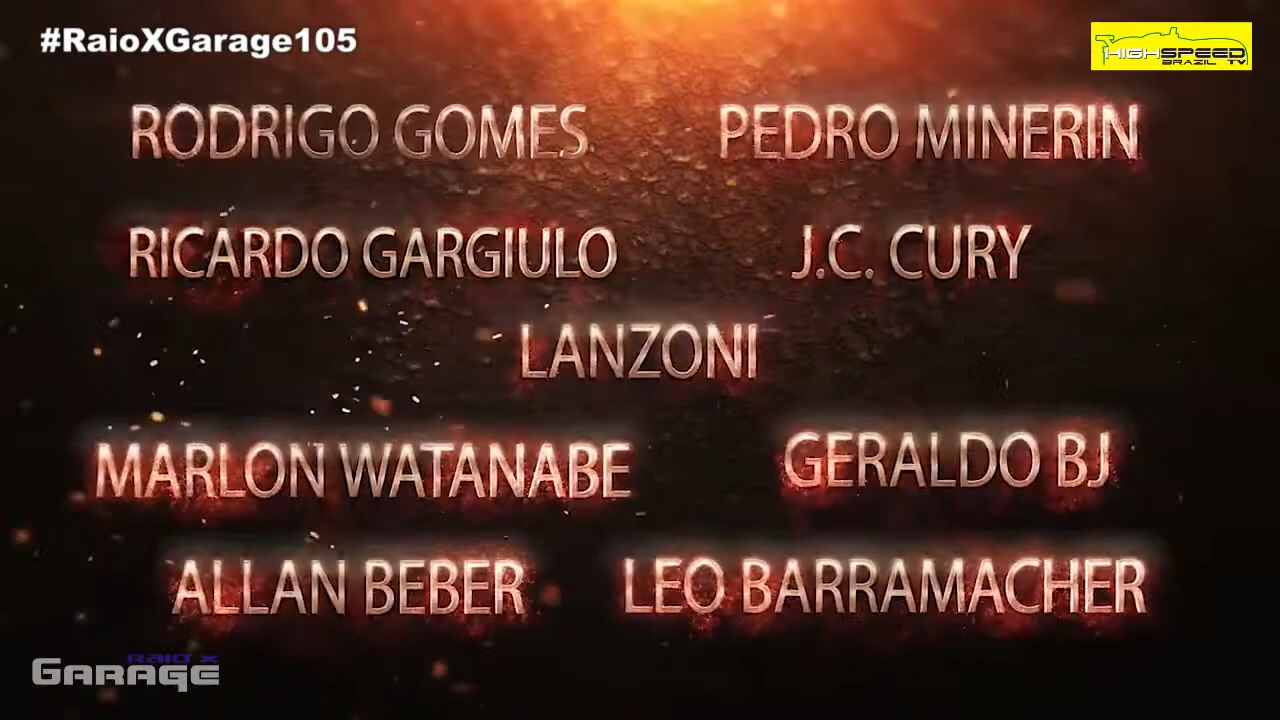 #RaioXGarage105
HIGHSPEED
BRAZIL TV
RODRIGO GOMES
PEDRO MINERIN
RICARDO GARGIULO
J.C. CURY
LANZONI
MARLON WATANABE
GERALDO BJ
ALLAN BEBER
LEO BARRAMACHER
RAIO X
GARAGE